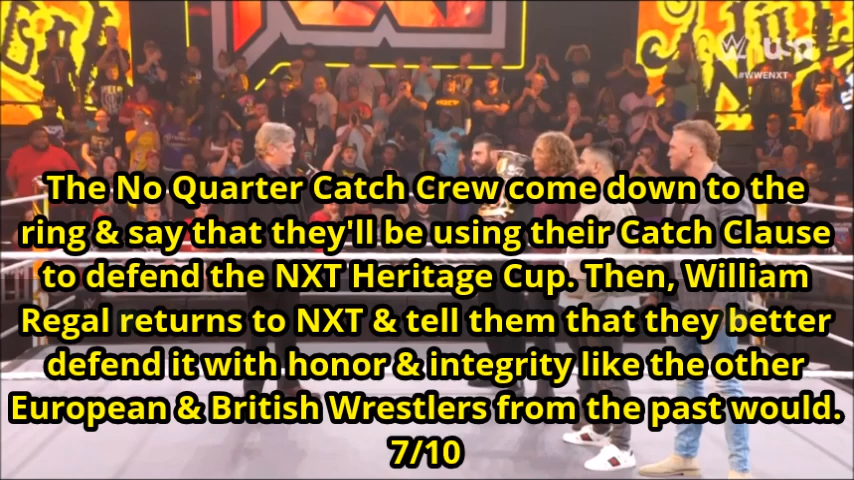 usa
#WWENXT
The No Quarter Catch Crew come down to the
ring & say that they'll be using their Catch Clause
to defend the NXT Heritage Cup. Then, William
Regal returns to NXT & tell them that they better
defend it with honor & integrity like the other
European & British Wrestlers from the past would.
7/10